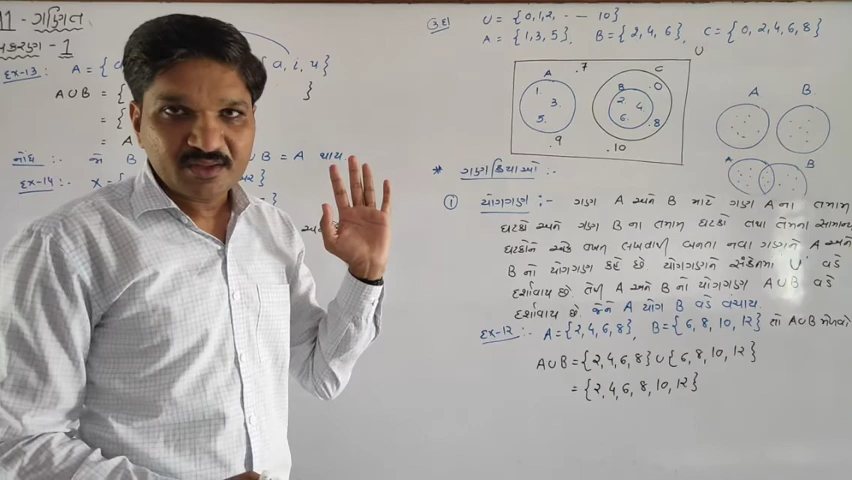 11 - ગણિત
પ્રકરણ - 1
Ex-13 :- A = {a, {a, i, u}
A∪B = { }
= {
= A
નોંધ :- જો B ∪B = A થાય.
Ex-14 :- X = {
ઉ.દા U = {0,1,2, - - - 10}
A = {1,3,5}, B = {2,4,6}, C = {0,2,4,6,8}
U
A .7 B C
1. 3. 5. 2. 4. 6. .0 .8
.9 .10
A B
A B
* ગણક્રિયાઓ :-
① યોગગણ :- ગણ A અને B માટે ગણ A ના તમામ
ઘટકો અને ગણ B ના તમામ ઘટકો તથા તેમના સામાન્ય
ઘટકોને એક વખત લખવાથી બનતા નવા ગણને A અને
B નો યોગગણ કહે છે. યોગગણને સંકેતમાં 'U' વડે
દર્શાવાય છે. તેથી A અને B નો યોગગણ A∪B વડે
દર્શાવાય છે. જેને A યોગ B વડે વંચાય.
Ex-12 :- A = {2,4,6,8}, B = {6,8,10,12} તો A∪B મેળવો.
A∪B = {2,4,6,8} ∪ {6,8,10,12}
= {2,4,6,8,10,12}